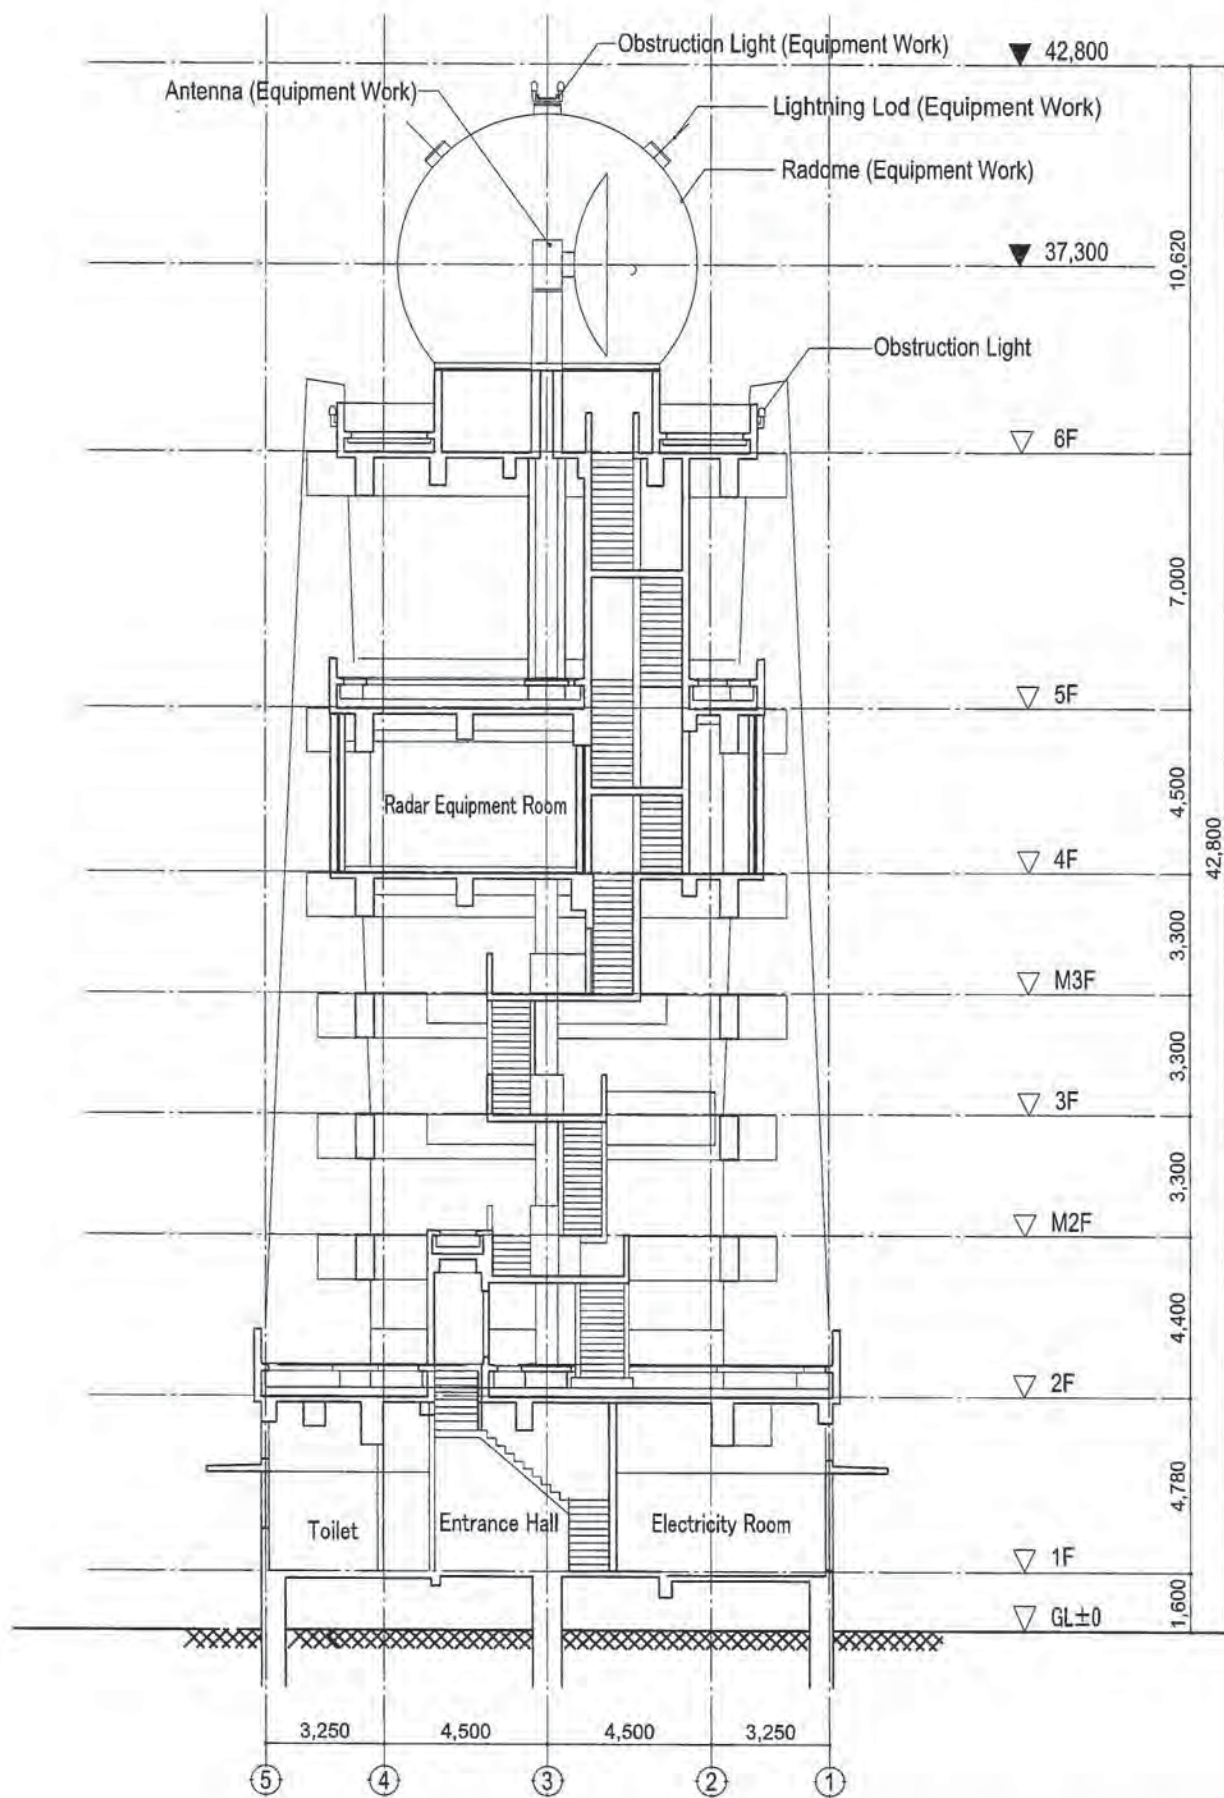 Obstruction Light (Equipment Work)
42,800
Antenna (Equipment Work)
Lightning Lod (Equipment Work)
Radome (Equipment Work)
37,300
10,620
Obstruction Light
6F
7,000
5F
Radar Equipment Room
4,500
42,800
4F
3,300
M3F
3,300
3F
3,300
M2F
4,400
2F
4,780
Toilet
Entrance Hall
Electricity Room
1F
1,600
GL±0
3,250
4,500
4,500
3,250
5
4
3
2
1